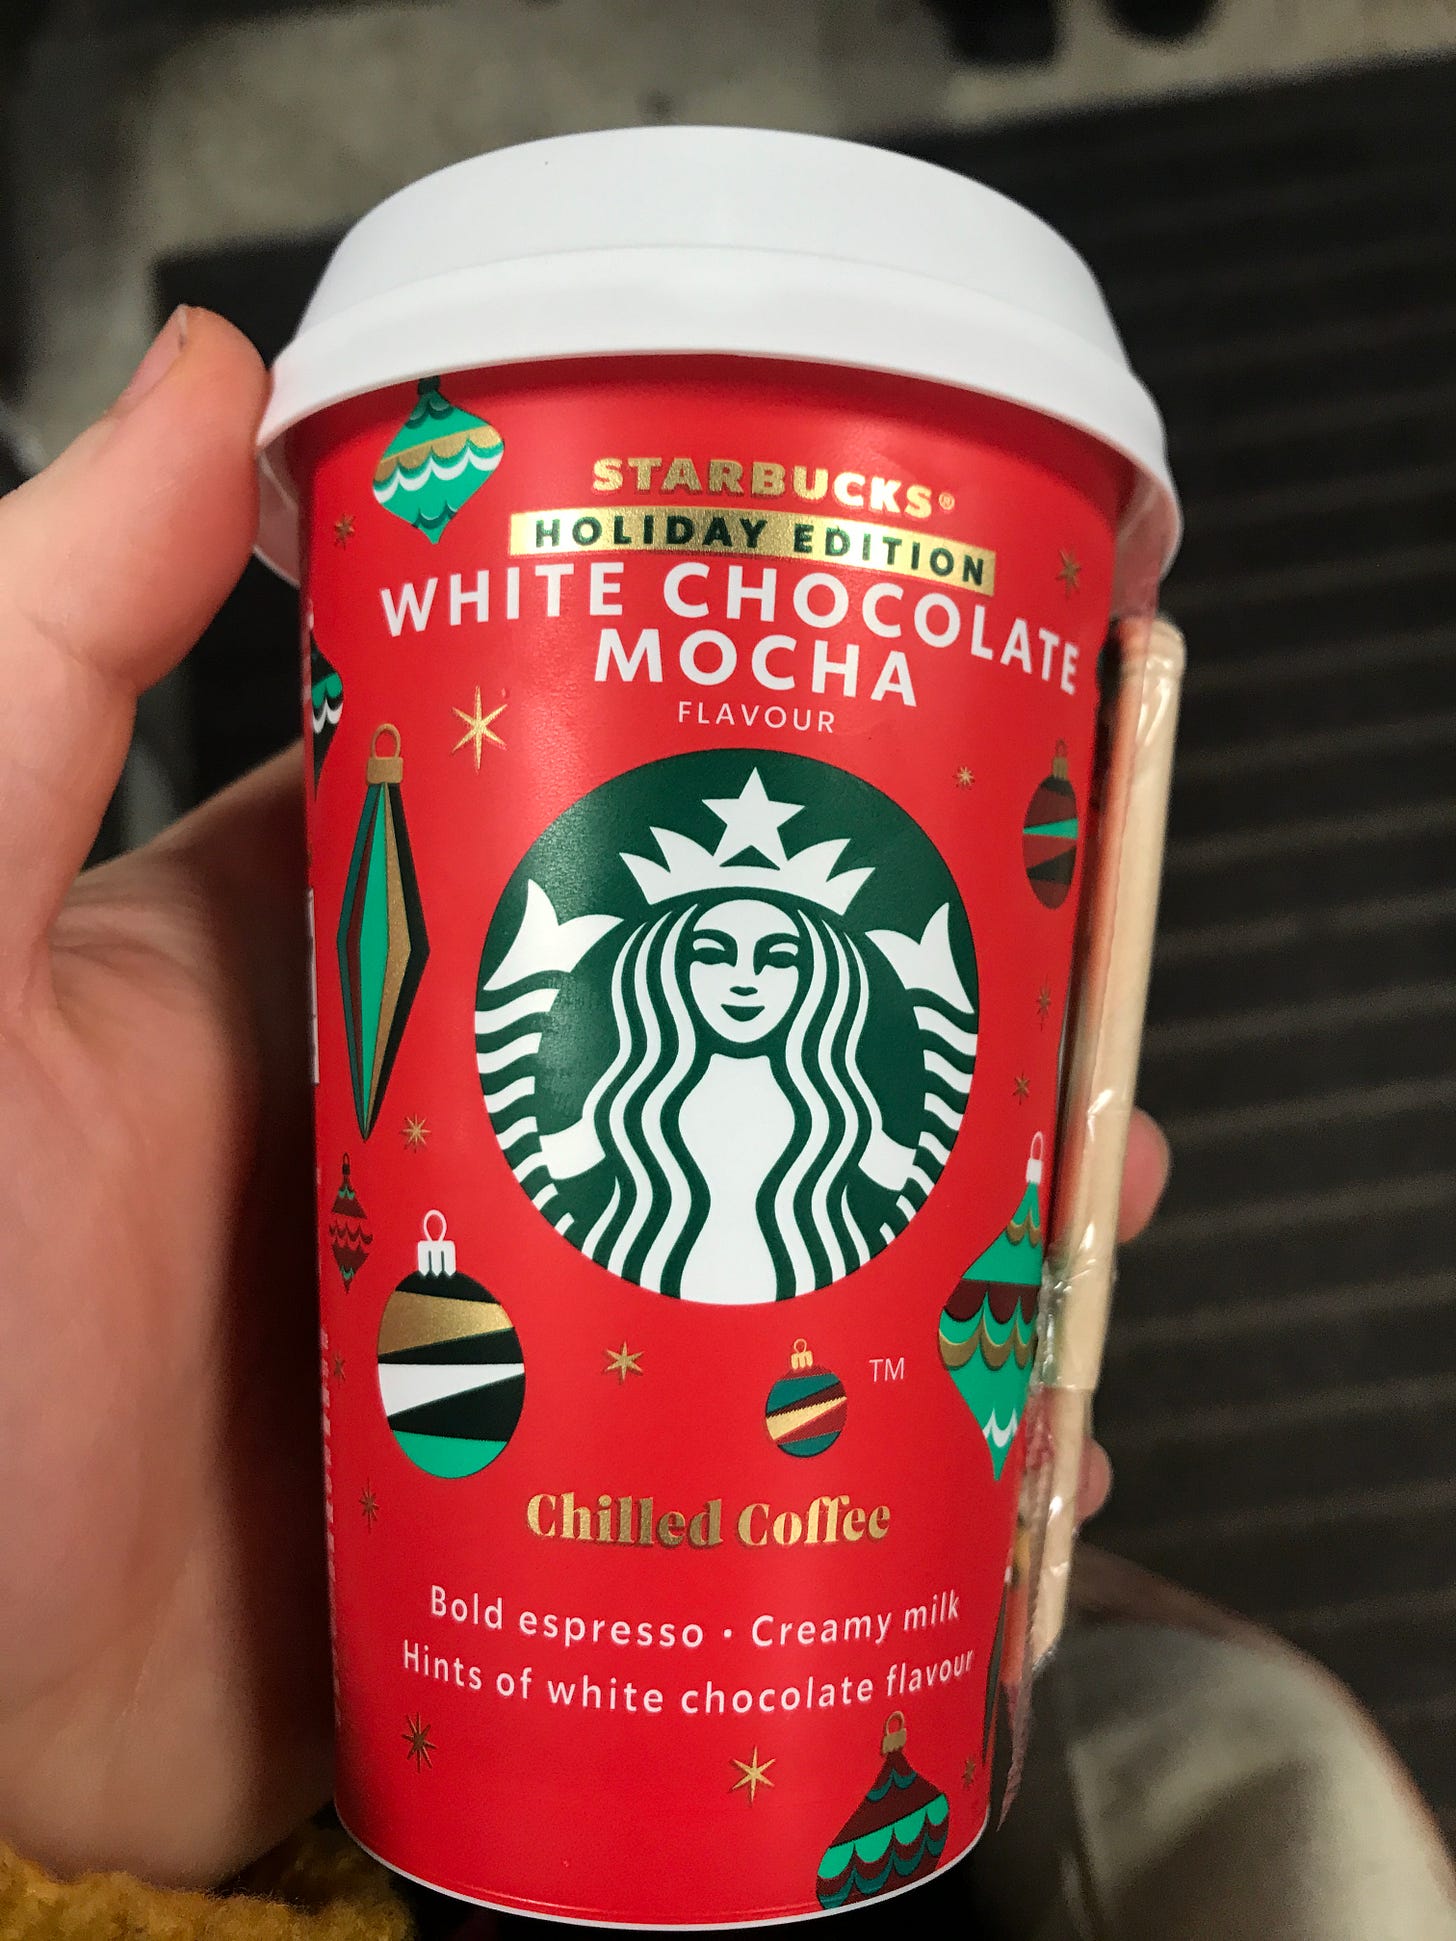 STARBUCKS®
HOLIDAY EDITION
WHITE CHOCOLATE
MOCHA
FLAVOUR
TM
Chilled Coffee
Bold espresso · Creamy milk
Hints of white chocolate flavour